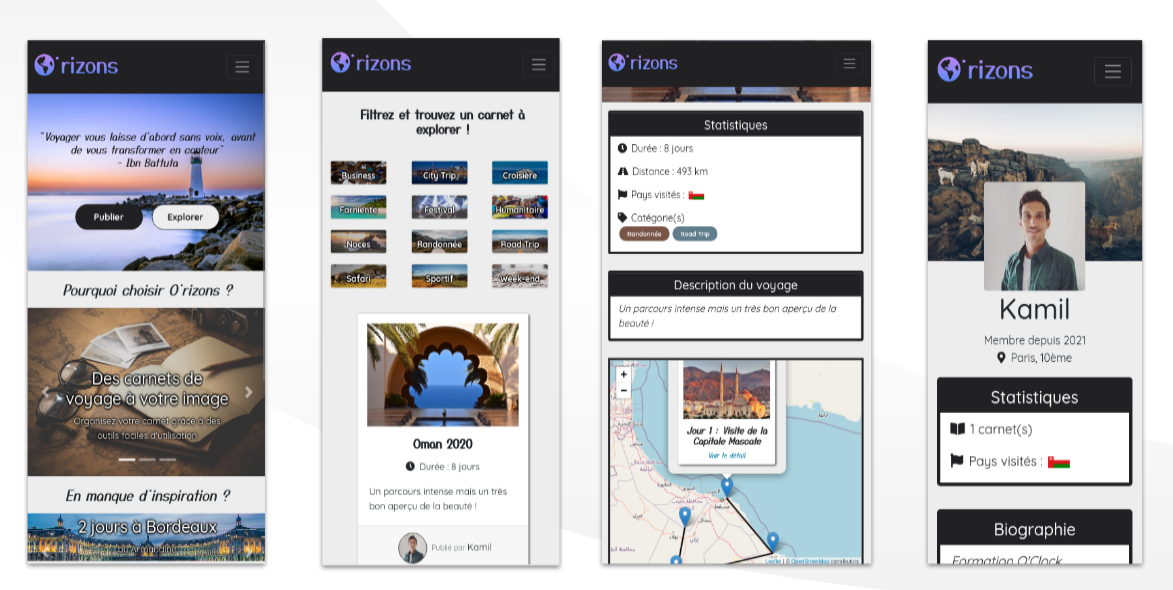 O'rizons
"Voyager vous laisse d'abord sans voix, avant
de vous transformer en conteur"
- Ibn Battuta
Publier
Explorer
Pourquoi choisir O'rizons ?
Des carnets de
voyage à votre image
Organisez votre carnet grâce à des
outils faciles d'utilisation
En manque d'inspiration ?
2 jours à Bordeaux
O'rizons
Filtrez et trouvez un carnet à
explorer !
Business
City Trip
Croisière
Farniente
Festival
Humanitaire
Noces
Randonnée
Road Trip
Safari
Sportif
Week-end
Oman 2020
Durée : 8 jours
Un parcours intense mais un très
bon aperçu de la beauté !
Publié par Kamil
O'rizons
Statistiques
Durée : 8 jours
Distance : 493 km
Pays visités :
Catégorie(s)
Randonnée
Road Trip
Description du voyage
Un parcours intense mais un très bon aperçu de la
beauté !
+
−
Jour 1 : Visite de la
Capitale Mascate
Voir le détail
Leaflet | © OpenStreetMap contributors
O'rizons
Kamil
Membre depuis 2021
Paris, 10ème
Statistiques
1 carnet(s)
Pays visités :
Biographie
Formation O'Clock